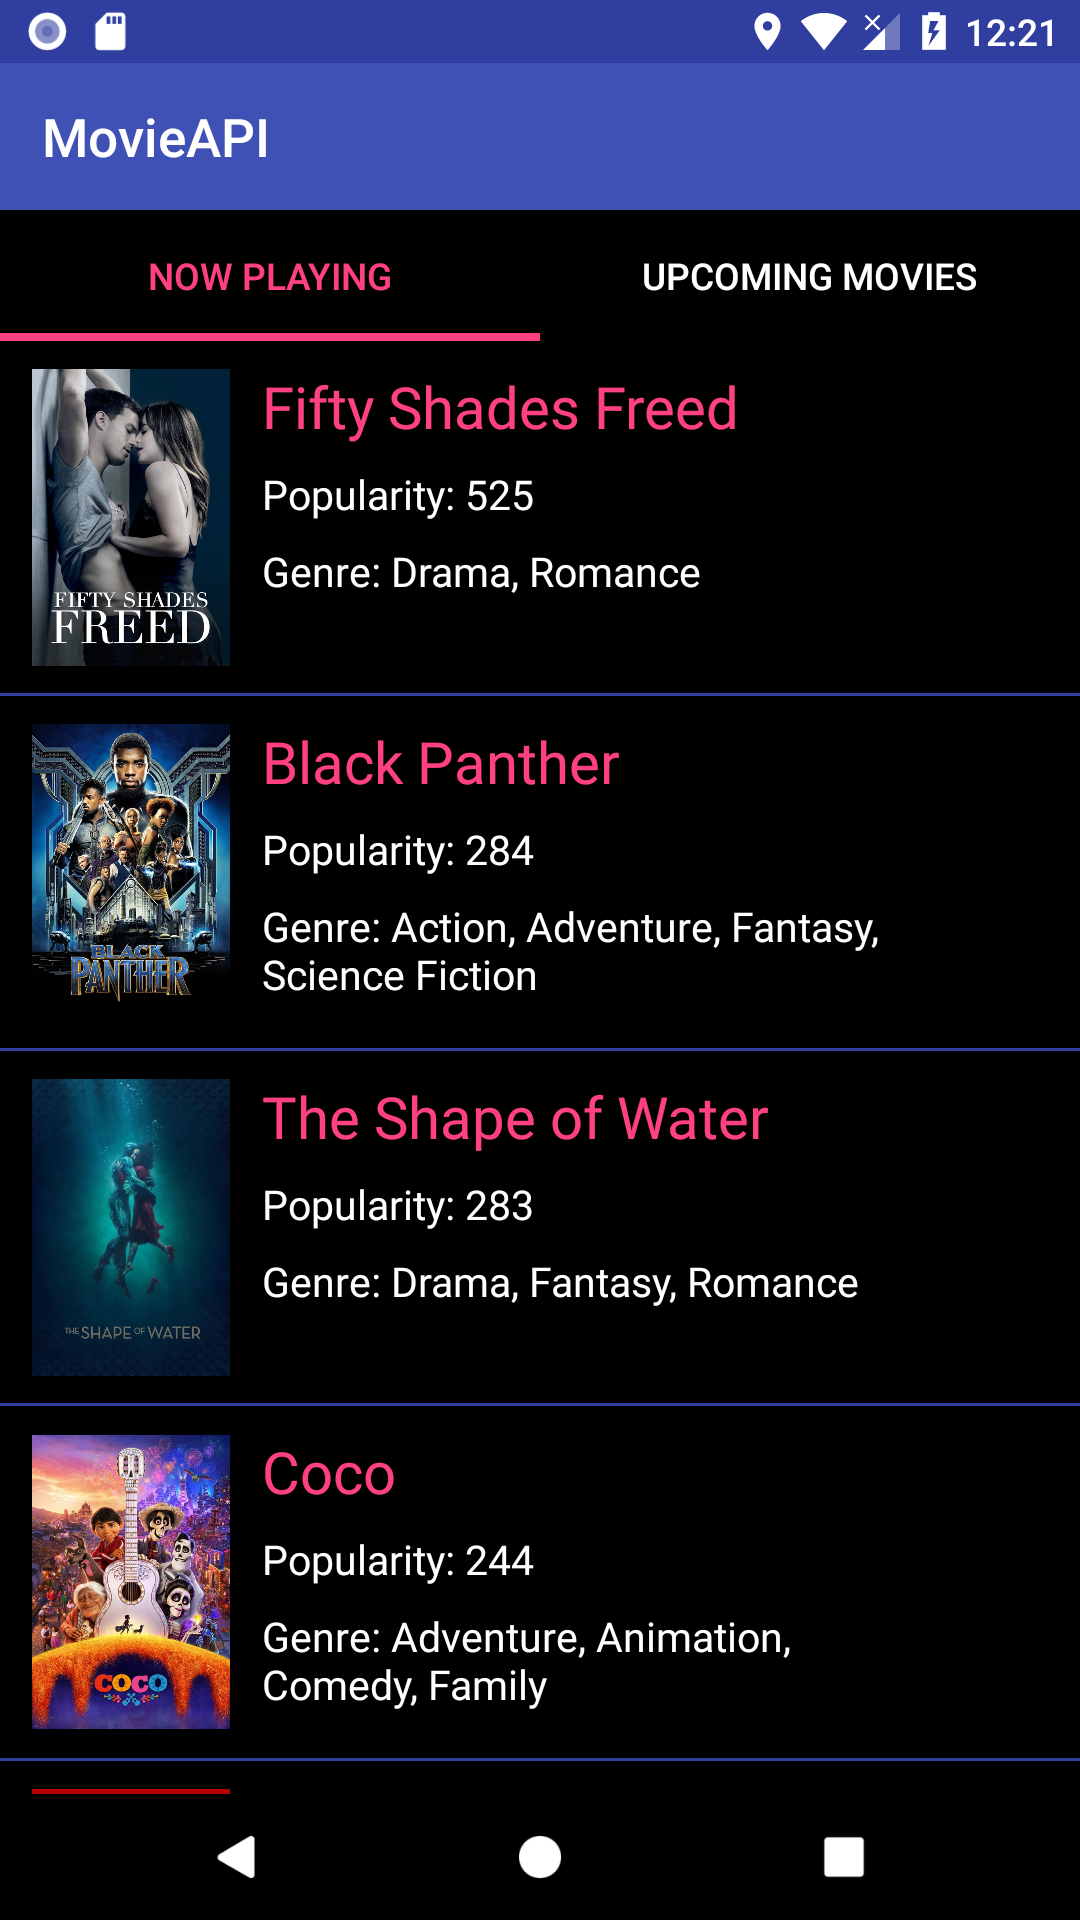 12:21
MovieAPI
NOW PLAYING
UPCOMING MOVIES
FIFTY SHADES
FREED
Fifty Shades Freed
Popularity: 525
Genre: Drama, Romance
BLACK
PANTHER
Black Panther
Popularity: 284
Genre: Action, Adventure, Fantasy,
Science Fiction
THE SHAPE OF WATER
The Shape of Water
Popularity: 283
Genre: Drama, Fantasy, Romance
COCO
Coco
Popularity: 244
Genre: Adventure, Animation,
Comedy, Family